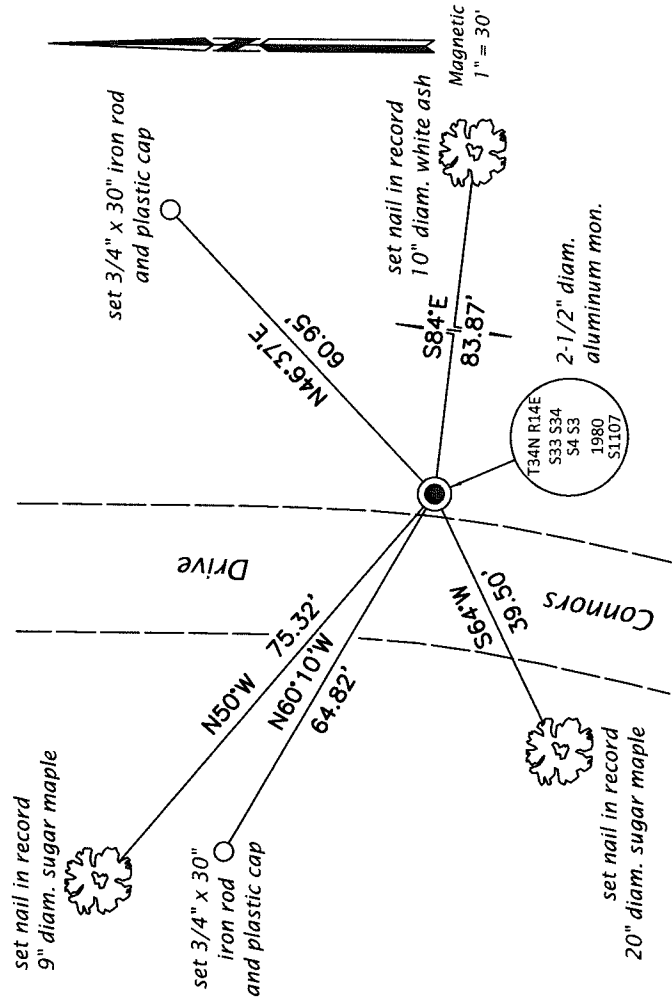 set nail in record
9" diam. sugar maple
set 3/4" x 30" iron rod
and plastic cap
Magnetic
1" = 30'
N50°W
75.32'
N60°10'W
64.82'
N46°37'E
60.95'
Drive
set 3/4" x 30"
iron rod
and plastic cap
set nail in record
10" diam. white ash
S84°E
83.87'
S64°W
39.50'
Connors
T34N R14E
S33 S34
S4 S3
1980
S1107
2-1/2" diam.
aluminum mon.
set nail in record
20" diam. sugar maple